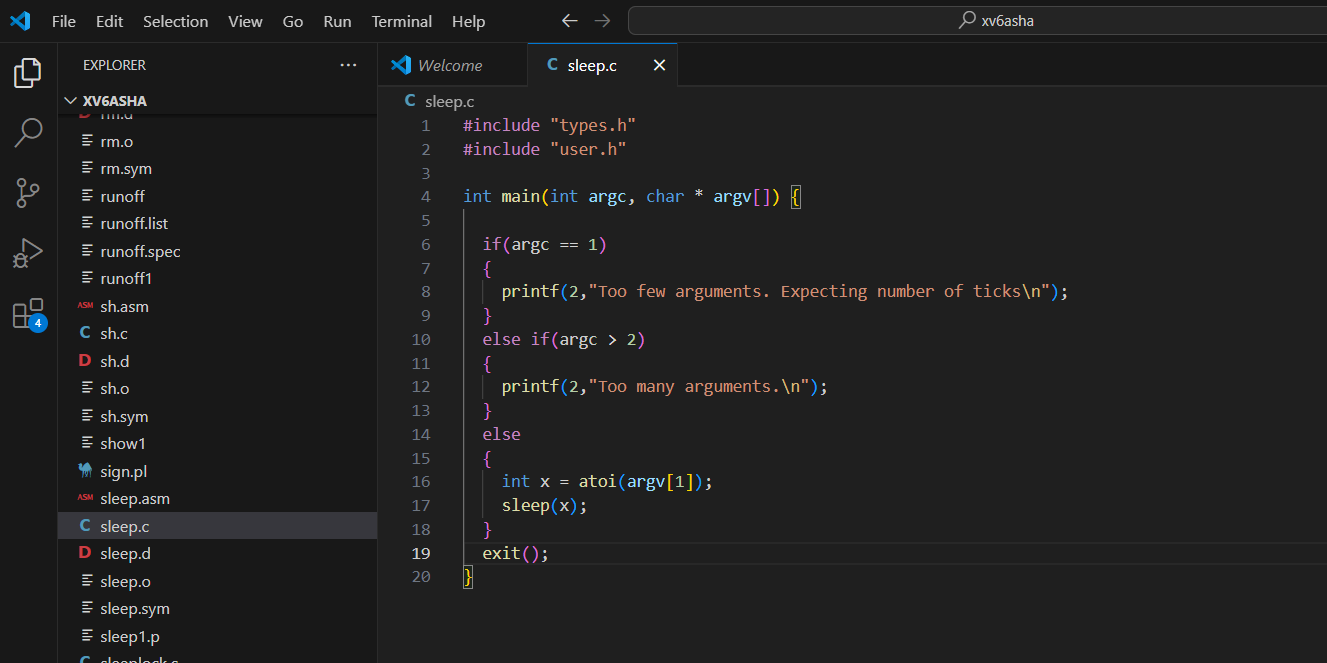 File Edit Selection View Go Run Terminal Help xv6asha
EXPLORER ...
Welcome
C sleep.c
XV6ASHA
D rm.d
rm.o
rm.sym
runoff
runoff.list
runoff.spec
runoff1
ASM sh.asm
C sh.c
D sh.d
sh.o
sh.sym
show1
sign.pl
ASM sleep.asm
C sleep.c
D sleep.d
sleep.o
sleep.sym
sleep1.p
4
C sleep.c
1 #include "types.h"
2 #include "user.h"
3
4 int main(int argc, char * argv[]) {
5
6 if(argc == 1)
7 {
8 printf(2,"Too few arguments. Expecting number of ticks\n");
9 }
10 else if(argc > 2)
11 {
12 printf(2,"Too many arguments.\n");
13 }
14 else
15 {
16 int x = atoi(argv[1]);
17 sleep(x);
18 }
19 exit();
20 }